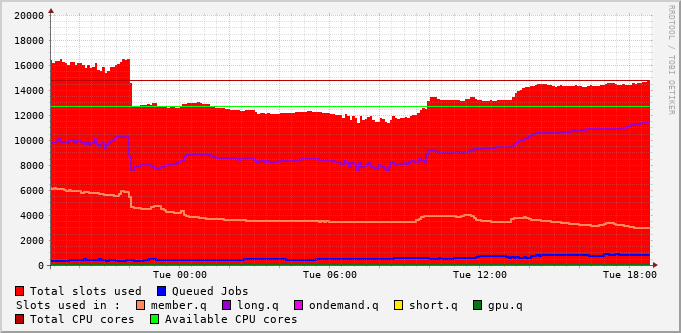 20000
18000
16000
14000
12000
10000
8000
6000
4000
2000
0
Tue 00:00 Tue 06:00 Tue 12:00 Tue 18:00
Total slots used Queued Jobs
Slots used in : member.q long.q ondemand.q short.q gpu.q
Total CPU cores Available CPU cores
RRDTOOL / TOBI OETIKER